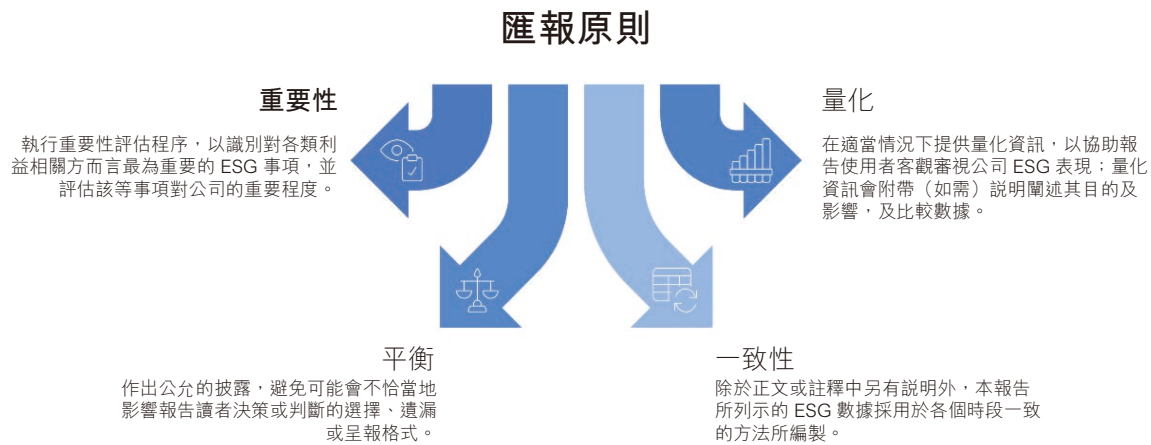 匯報原則
重要性
執行重要性評估程序，以識別對各類利
益相關方而言最為重要的 ESG 事項，並
評估該等事項對公司的重要程度。
量化
在適當情況下提供量化資訊，以協助報
告使用者客觀審視公司 ESG 表現；量化
資訊會附帶（如需）説明闡述其目的及
影響，及比較數據。
平衡
作出公允的披露，避免可能會不恰當地
影響報告讀者決策或判斷的選擇、遺漏
或呈報格式。
一致性
除於正文或註釋中另有説明外，本報告
所列示的 ESG 數據採用於各個時段一致
的方法所編製。